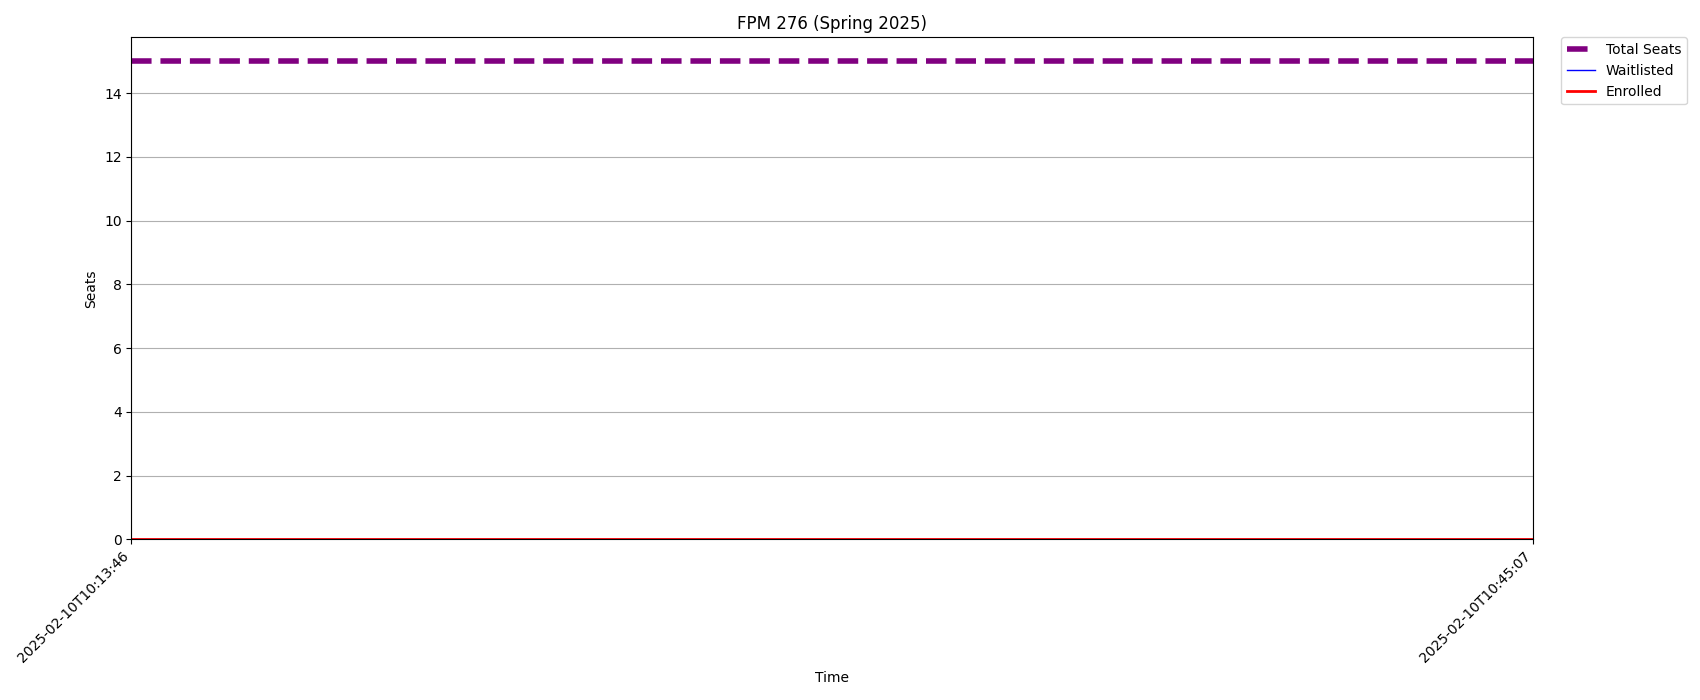 FPM 276 (Spring 2025)
Total Seats
Waitlisted
Enrolled
14
12
10
8
6
4
2
0
Seats
2025-02-10T10:13:46
2025-02-10T10:45:07
Time